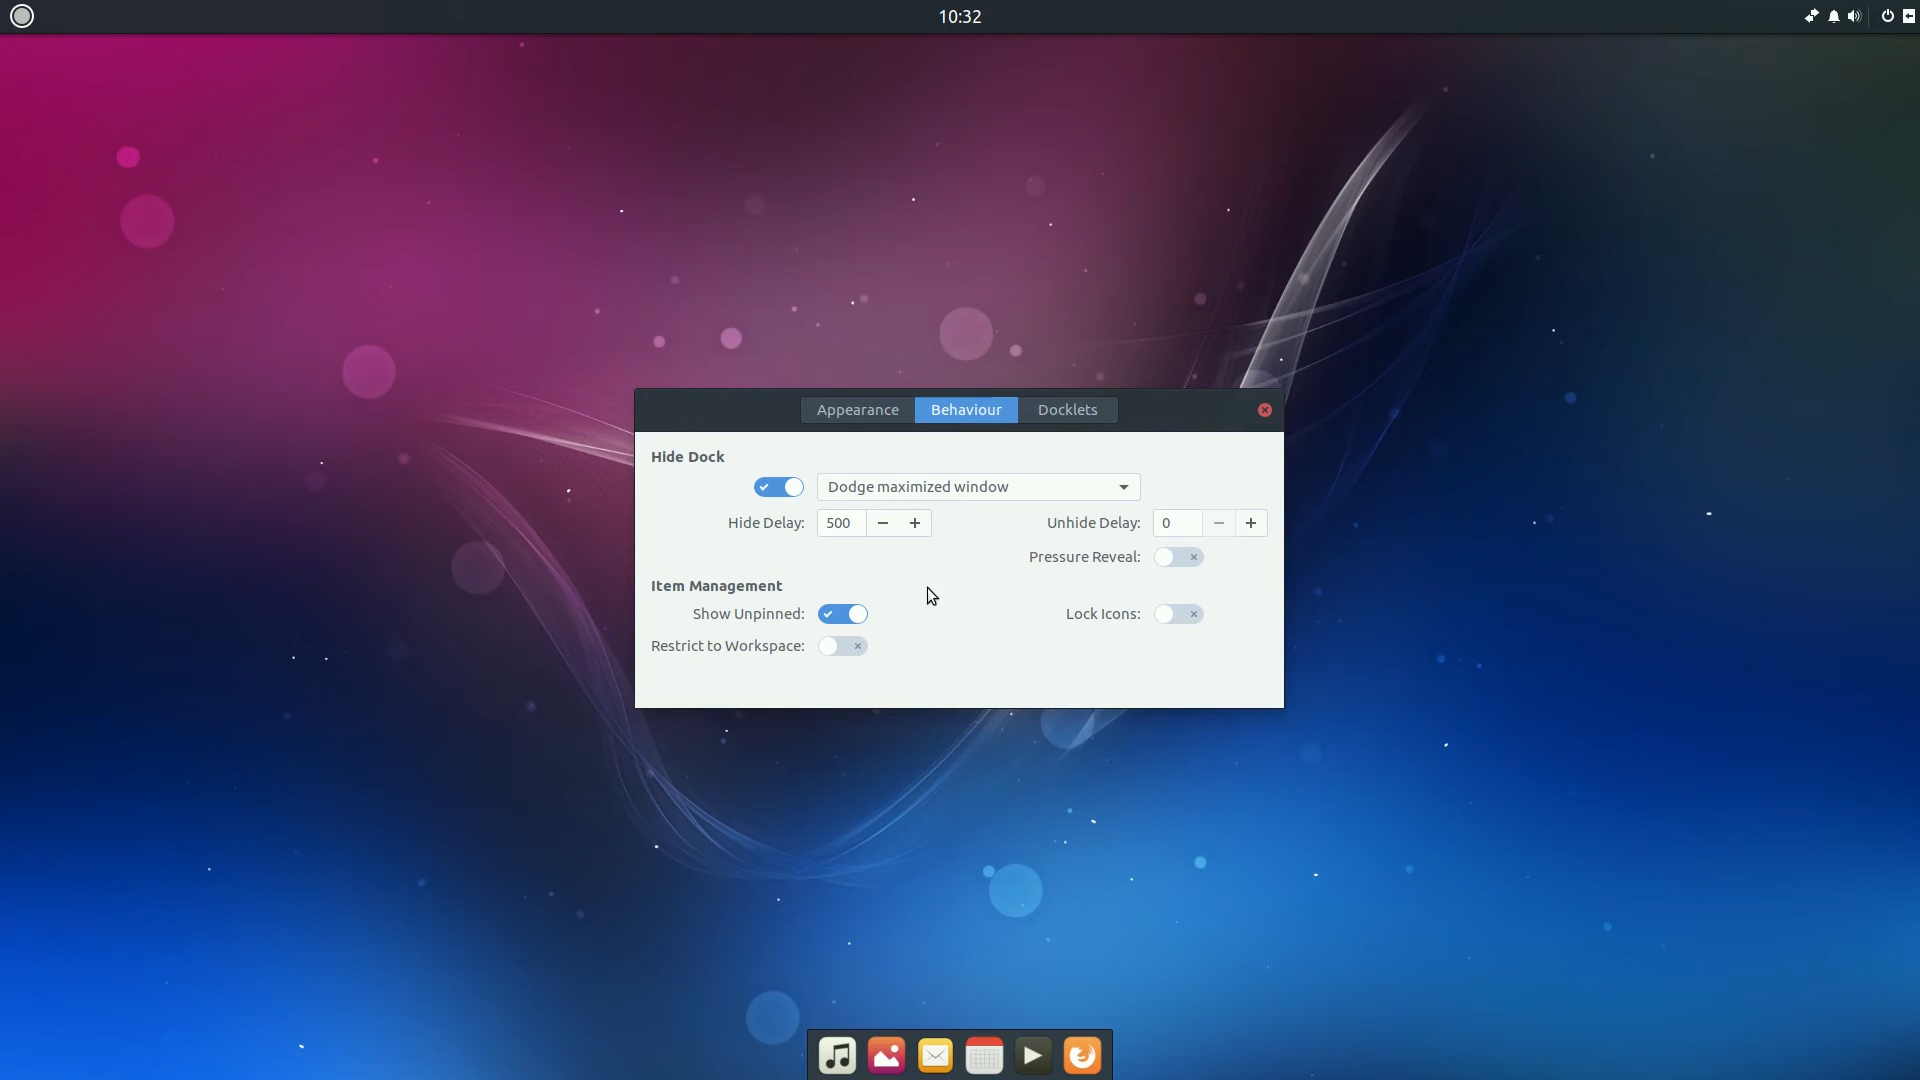 10:32
Appearance Behaviour Docklets
Hide Dock
Dodge maximized window
Hide Delay: 500 Unhide Delay: 0
Pressure Reveal:
Item Management
Show Unpinned: Lock Icons:
Restrict to Workspace: